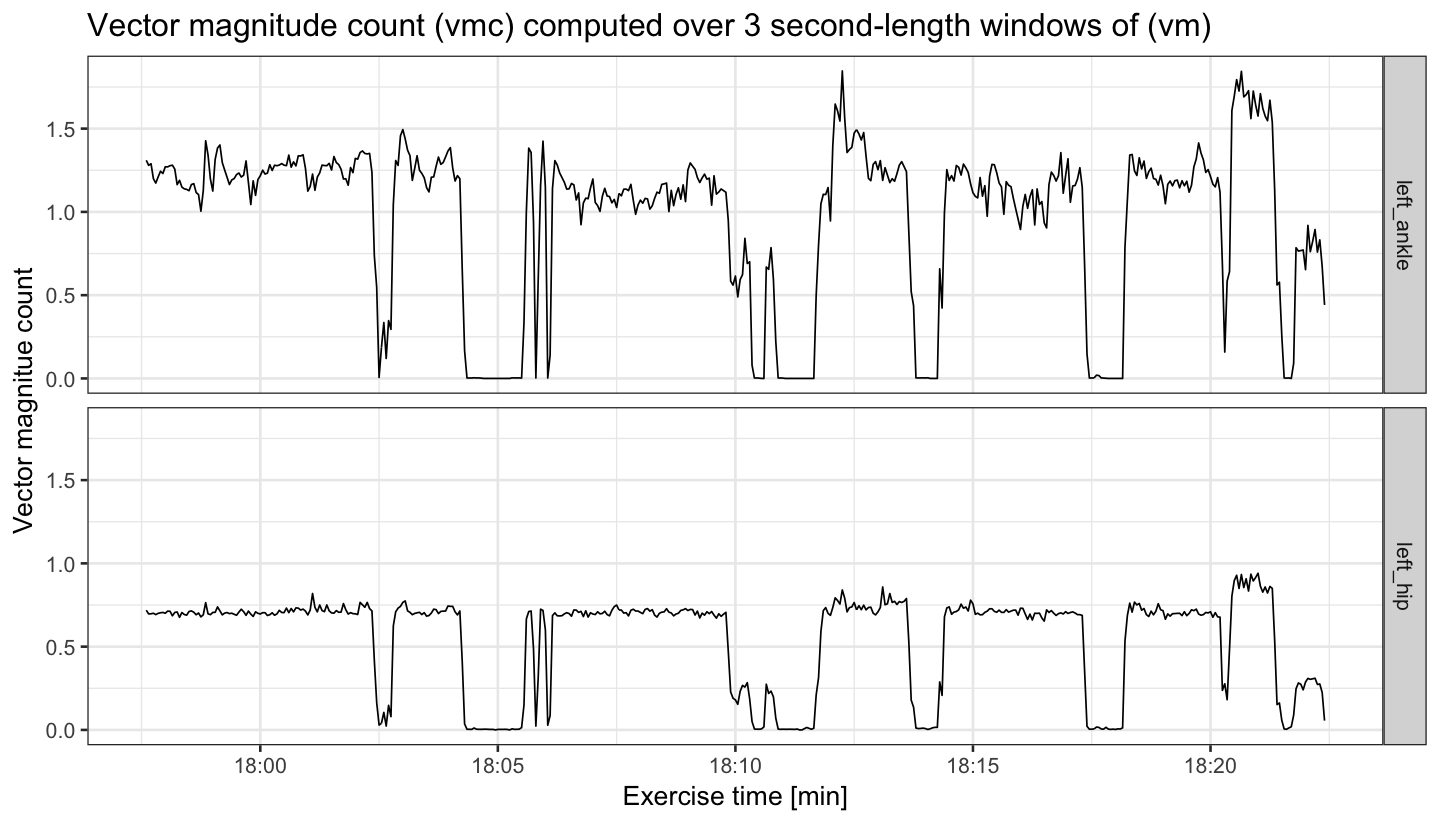 Vector magnitude count (vmc) computed over 3 second-length windows of (vm)
Vector magnitue count
1.5
1.0
0.5
0.0
left_ankle
1.5
1.0
0.5
0.0
left_hip
18:00 18:05 18:10 18:15 18:20
Exercise time [min]